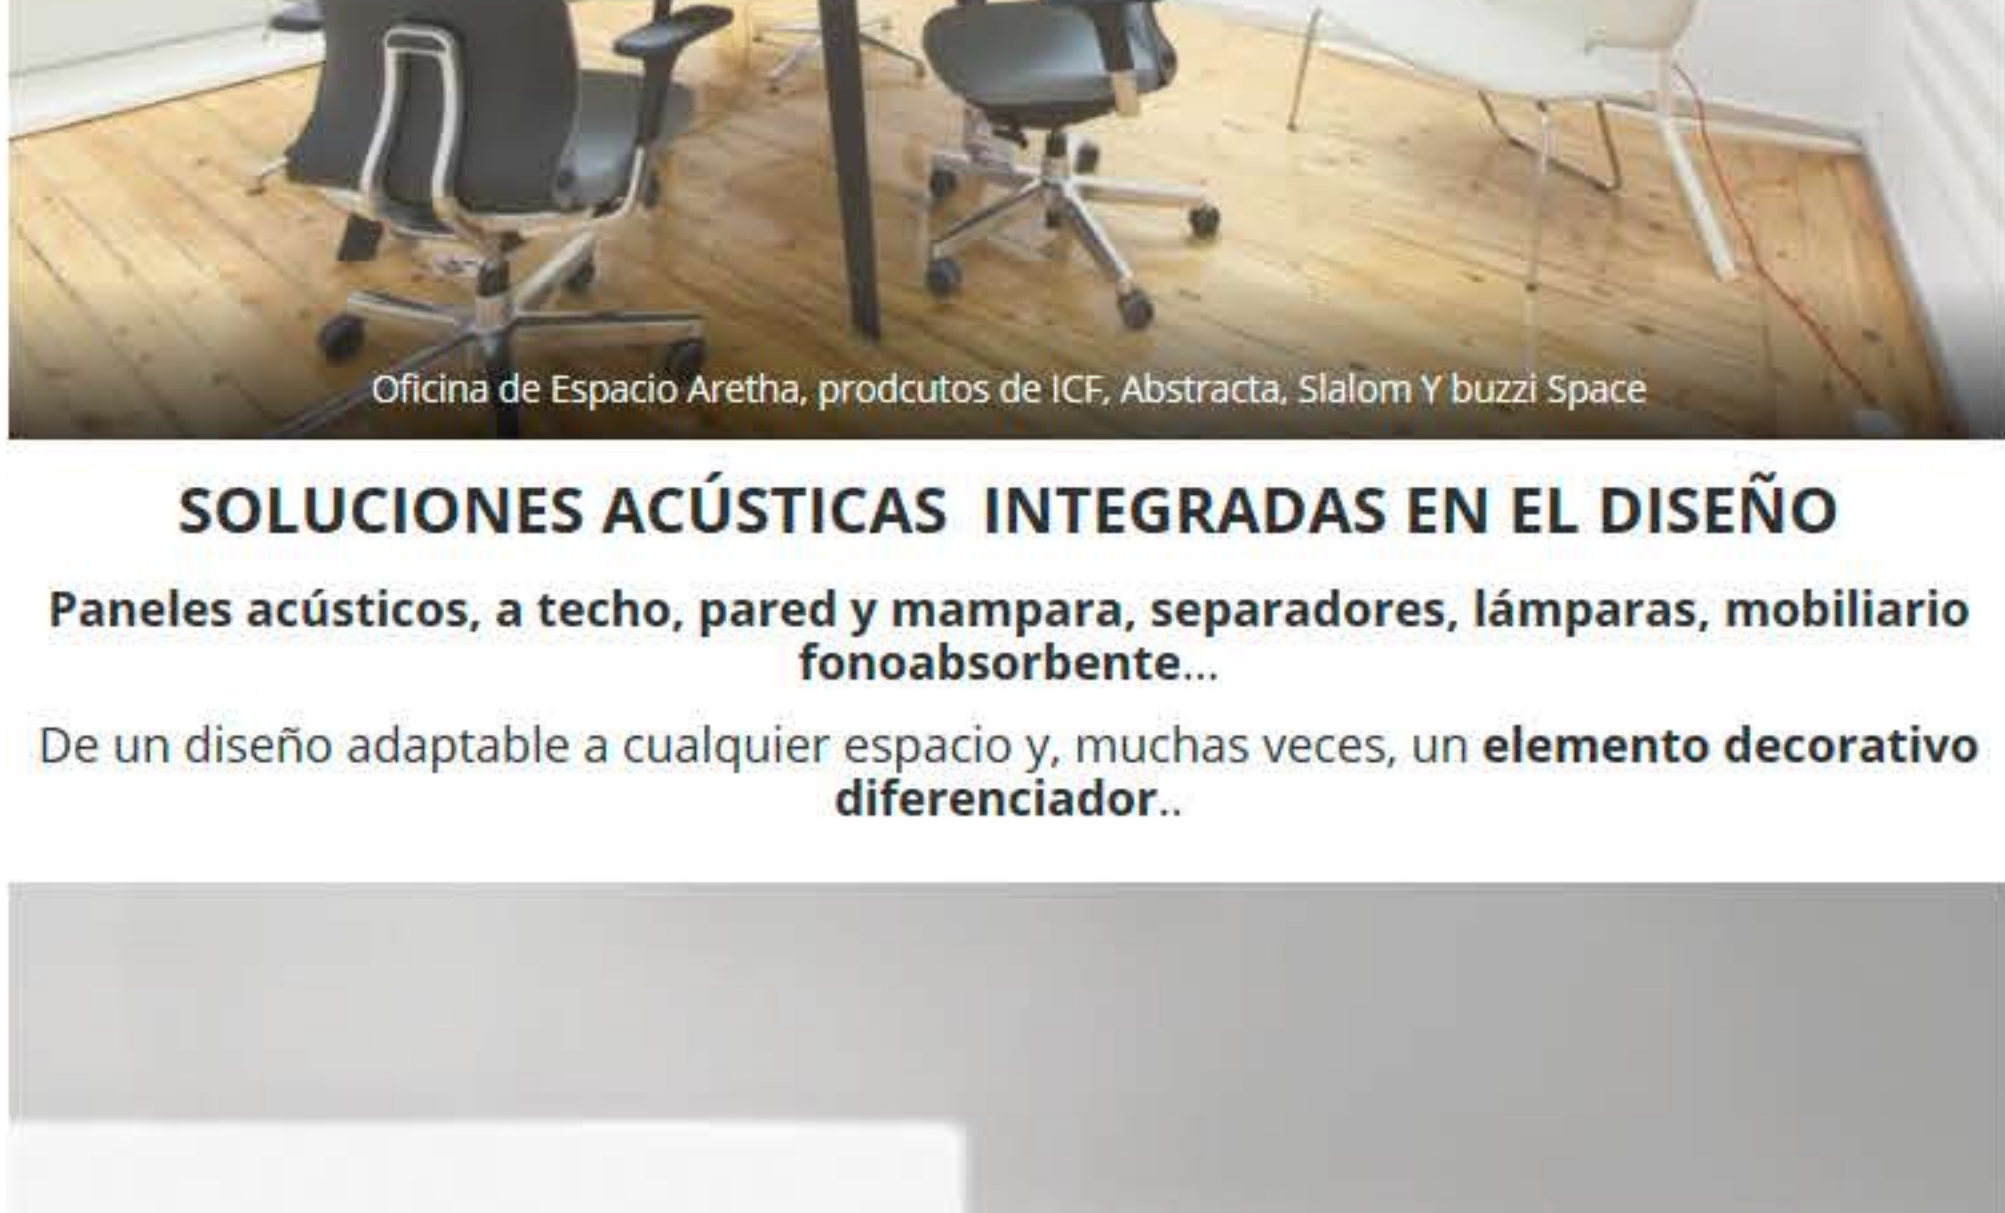 Oficina de Espacio Aretha, prodcutos de ICF, Abstracta, Slalom Y buzzi Space
SOLUCIONES ACÚSTICAS  INTEGRADAS EN EL DISEÑO
Paneles acústicos, a techo, pared y mampara, separadores, lámparas, mobiliario
fonoabsorbente...
De un diseño adaptable a cualquier espacio y, muchas veces, un elemento decorativo
diferenciador..